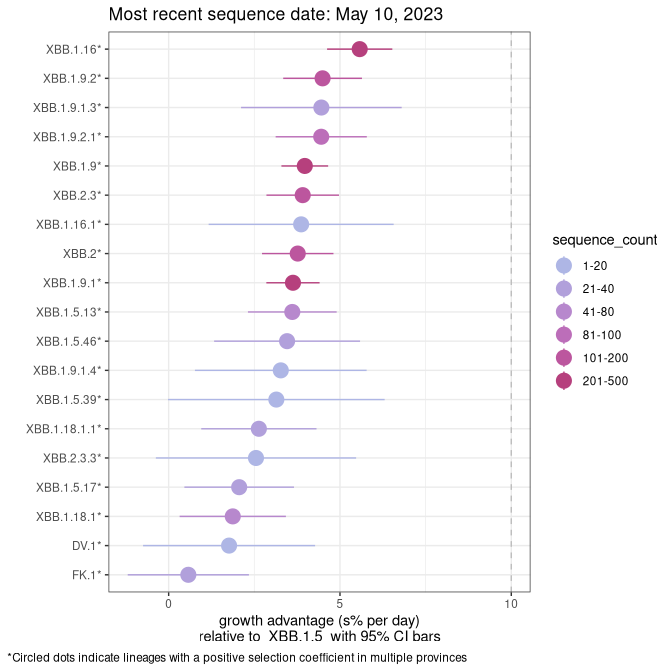 Most recent sequence date: May 10, 2023
XBB.1.16*
XBB.1.9.2*
XBB.1.9.1.3*
XBB.1.9.2.1*
XBB.1.9*
XBB.2.3*
XBB.1.16.1*
XBB.2*
XBB.1.9.1*
XBB.1.5.13*
XBB.1.5.46*
XBB.1.9.1.4*
XBB.1.5.39*
XBB.1.18.1.1*
XBB.2.3.3*
XBB.1.5.17*
XBB.1.18.1*
DV.1*
FK.1*
0 5 10
growth advantage (s% per day)
relative to XBB.1.5 with 95% CI bars
sequence_count
1-20
21-40
41-80
81-100
101-200
201-500
*Circled dots indicate lineages with a positive selection coefficient in multiple provinces